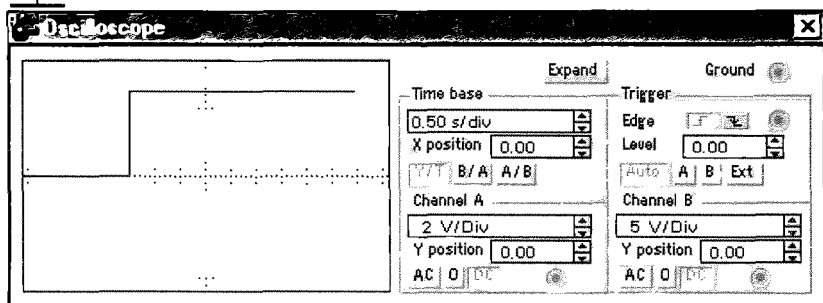 Oscilloscope
Expand
Ground
Time base
Trigger
0.50 s/div
Edge
X position 0.00
Level 0.00
Y/T B/A A/B
Auto A B Ext
Channel A
Channel B
2 V/Div
5 V/Div
Y position 0.00
Y position 0.00
AC 0 DC
AC 0 DC